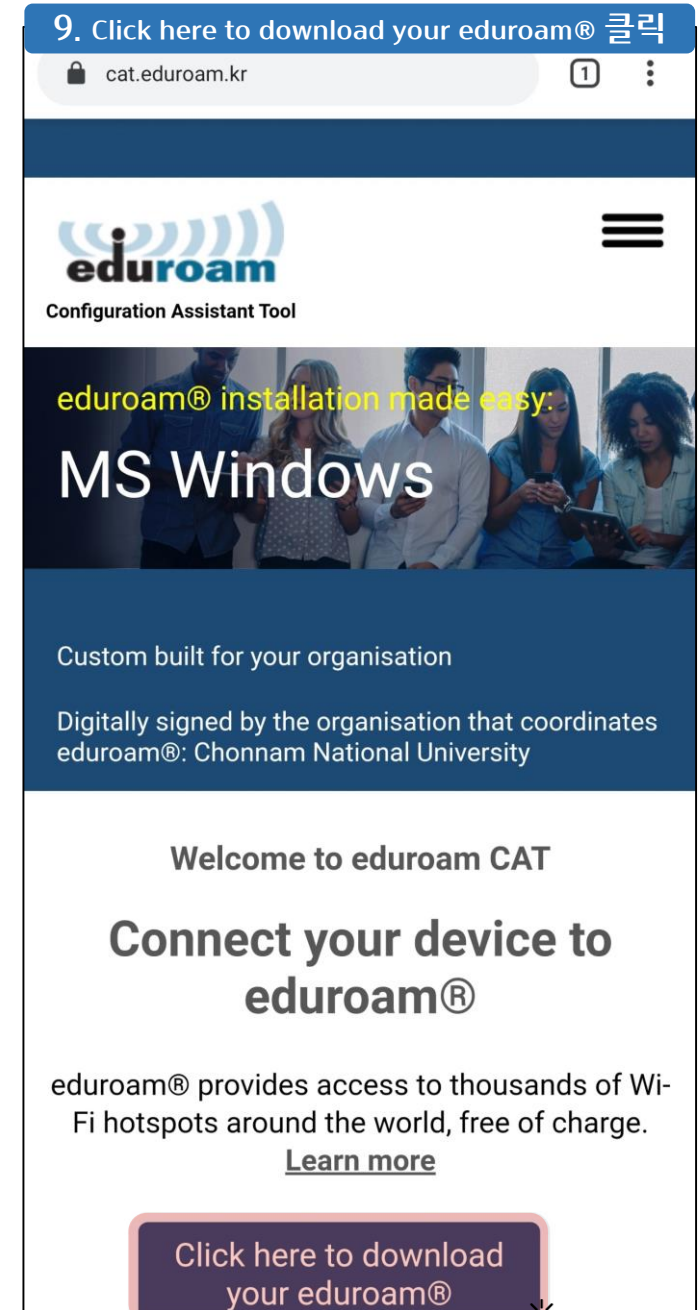 9. Click here to download your eduroam® 클릭
cat.eduroam.kr
1
eduroam
Configuration Assistant Tool
eduroam® installation made easy:
MS Windows
Custom built for your organisation
Digitally signed by the organisation that coordinates
eduroam®: Chonnam National University
Welcome to eduroam CAT
Connect your device to
eduroam®
eduroam® provides access to thousands of Wi-
Fi hotspots around the world, free of charge.
Learn more
Click here to download
your eduroam®